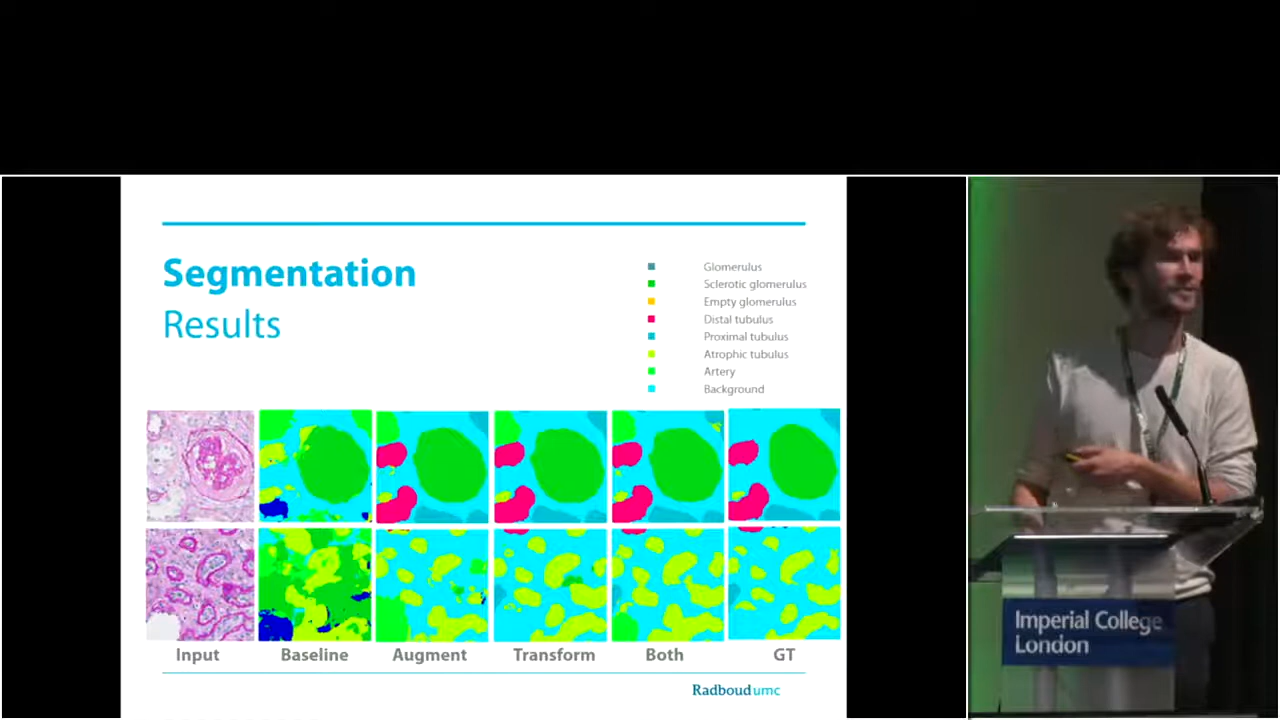 Segmentation
Results
Glomerulus
Sclerotic glomerulus
Empty glomerulus
Distal tubulus
Proximal tubulus
Atrophic tubulus
Artery
Background
Input Baseline Augment Transform Both GT
Radboudumc
Imperial College
London